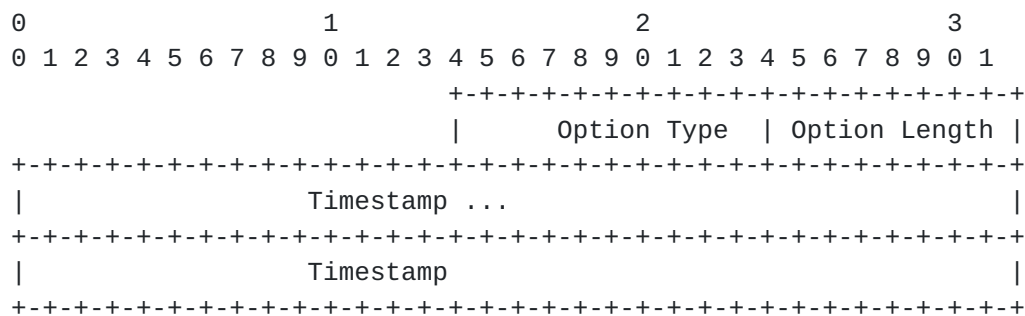 0                   1                   2                   3
0 1 2 3 4 5 6 7 8 9 0 1 2 3 4 5 6 7 8 9 0 1 2 3 4 5 6 7 8 9 0 1
                            +-+-+-+-+-+-+-+-+-+-+-+-+-+-+-+-+-+-+
                            |      Option Type  | Option Length |
+-+-+-+-+-+-+-+-+-+-+-+-+-+-+-+-+-+-+-+-+-+-+-+-+-+-+-+-+-+-+-+-+
|                  Timestamp ...                                |
+-+-+-+-+-+-+-+-+-+-+-+-+-+-+-+-+-+-+-+-+-+-+-+-+-+-+-+-+-+-+-+-+
|                  Timestamp                                    |
+-+-+-+-+-+-+-+-+-+-+-+-+-+-+-+-+-+-+-+-+-+-+-+-+-+-+-+-+-+-+-+-+